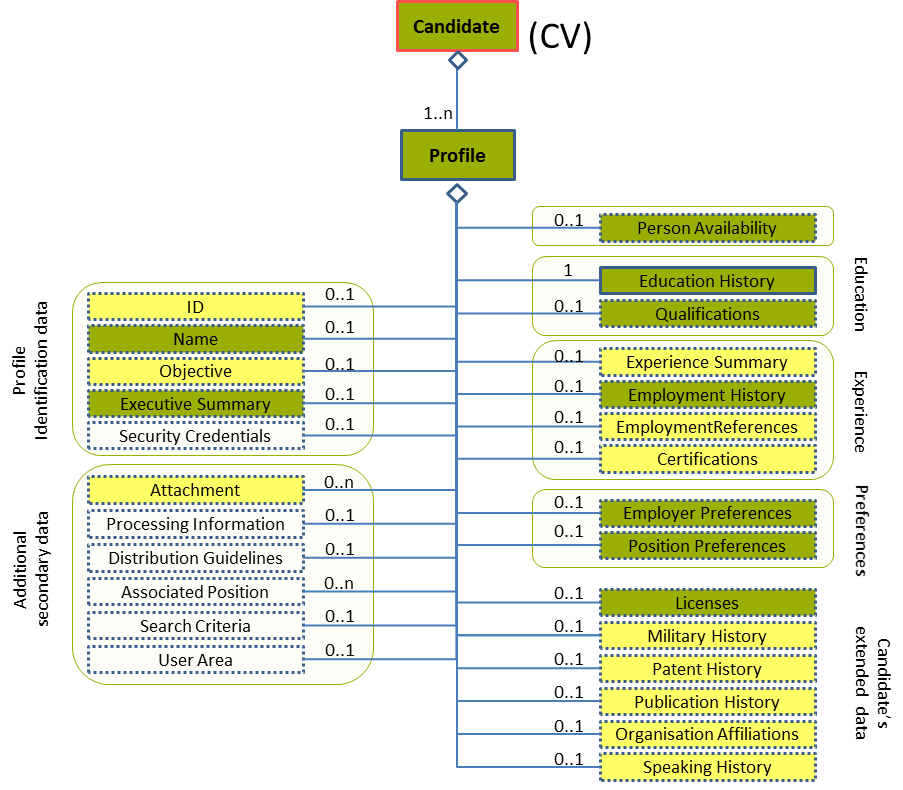 Candidate
(CV)
1..n
Profile
0..1
Person Availability
Education
1
Education History
0..1
Qualifications
Profile
Identification data
0..1
ID
0..1
Name
0..1
Objective
0..1
Executive Summary
0..1
Security Credentials
Experience
0..1
Experience Summary
0..1
Employment History
0..1
EmploymentReferences
0..1
Certifications
Additional
secondary data
0..n
Attachment
0..1
Processing Information
0..1
Distribution Guidelines
0..n
Associated Position
0..1
Search Criteria
0..1
User Area
Preferences
0..1
Employer Preferences
0..1
Position Preferences
Candidate's
extended data
0..1
Licenses
0..1
Military History
0..1
Patent History
0..1
Publication History
0..1
Organisation Affiliations
0..1
Speaking History